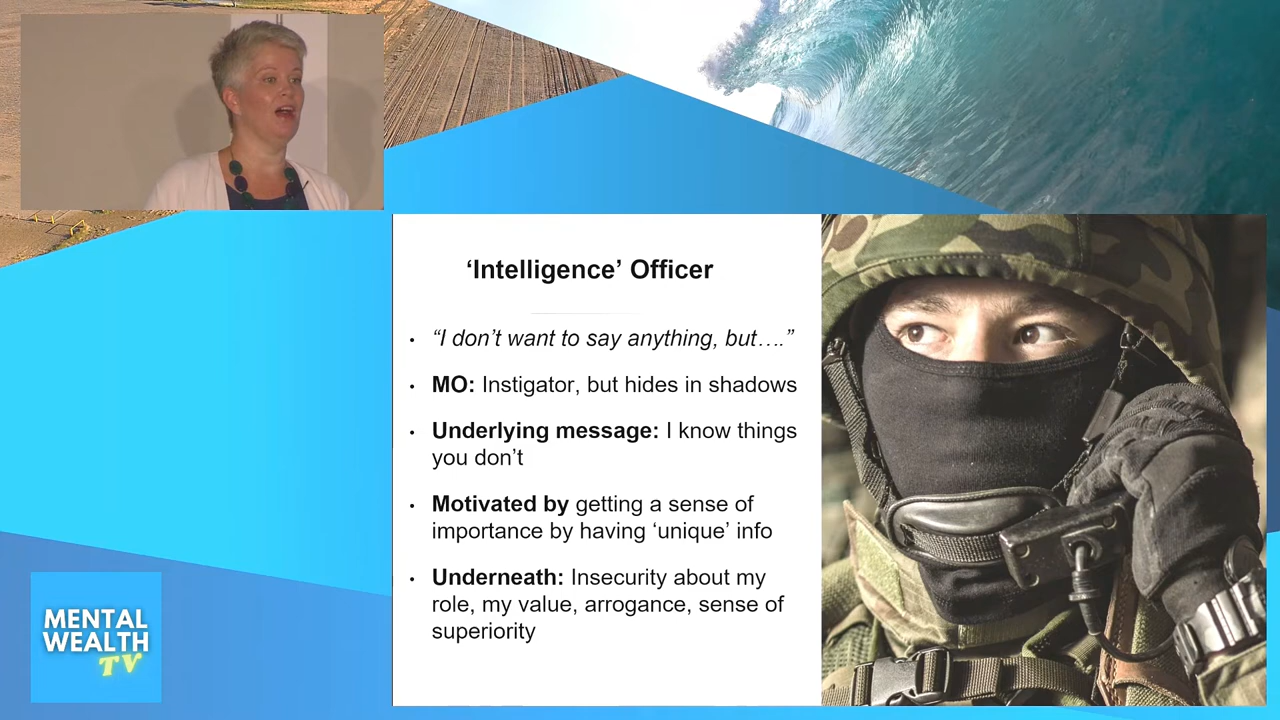 ‘Intelligence’ Officer
• “I don’t want to say anything, but….”
• MO: Instigator, but hides in shadows
• Underlying message: I know things
you don’t
• Motivated by getting a sense of
importance by having ‘unique’ info
• Underneath: Insecurity about my
role, my value, arrogance, sense of
superiority
MENTAL
WEALTH
TV